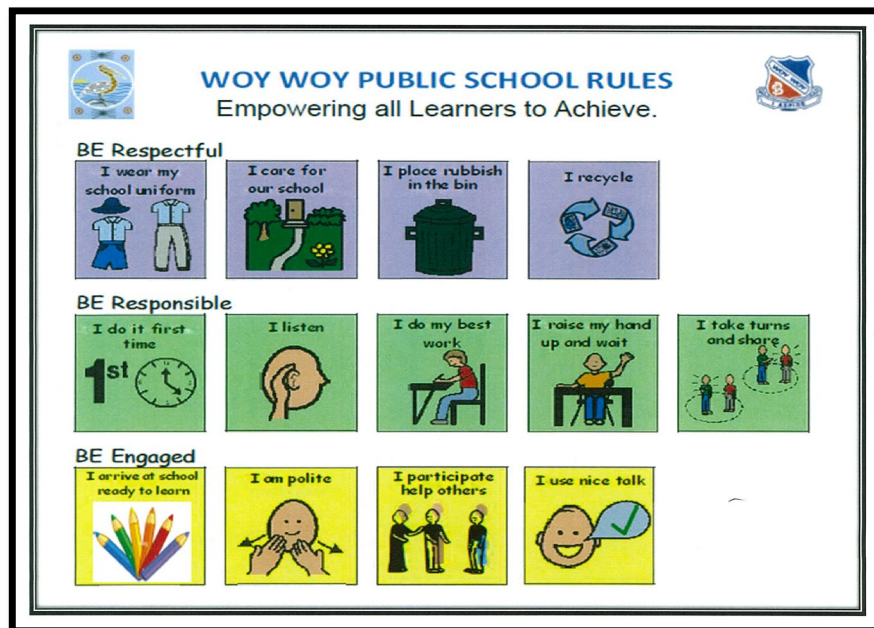 WOY WOY PUBLIC SCHOOL RULES
Empowering all Learners to Achieve.
WOY WOY
I ASPIRE
BE Respectful
I wear my
school uniform
I care for
our school
I place rubbish
in the bin
I recycle
BE Responsible
I do it first
time
1st
I listen
I do my best
work
I raise my hand
up and wait
I take turns
and share
BE Engaged
I arrive at school
ready to learn
I am polite
I participate
help others
I use nice talk